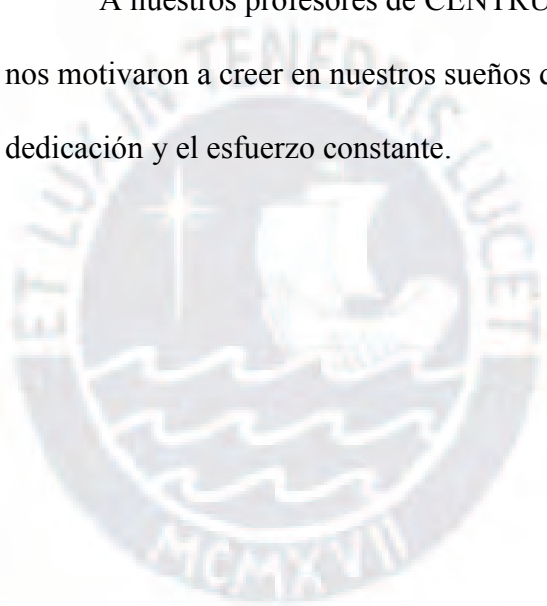 A nuestros profesores de CENTRU
nos motivaron a creer en nuestros sueños
dedicación y el esfuerzo constante.
ET LUX IN TENEBRIS LUCET
MCMXVII